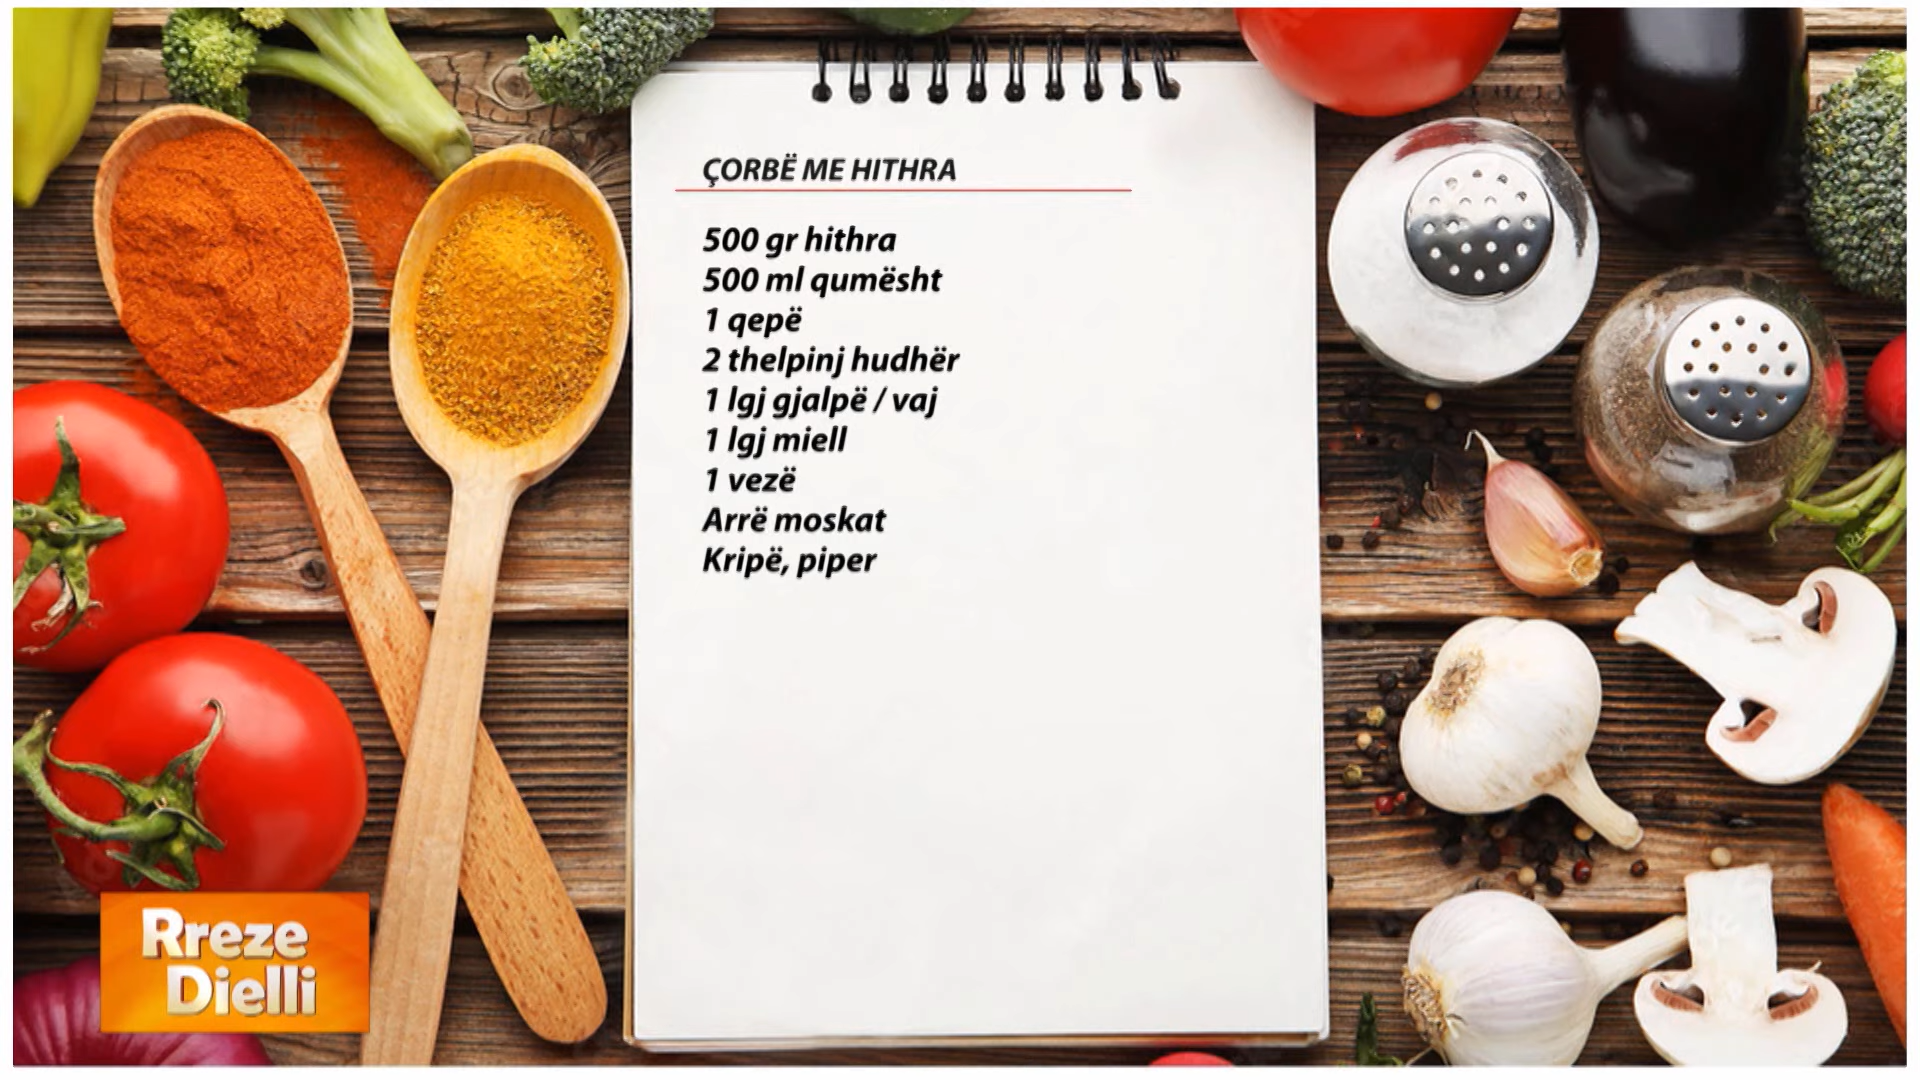 ÇORBË ME HITHRA
500 gr hithra
500 ml qumësht
1 qepë
2 thelpinj hudhër
1 lgj gjalpë / vaj
1 lgj miell
1 vezë
Arrë moskat
Kripë, piper
Rreze
Dielli